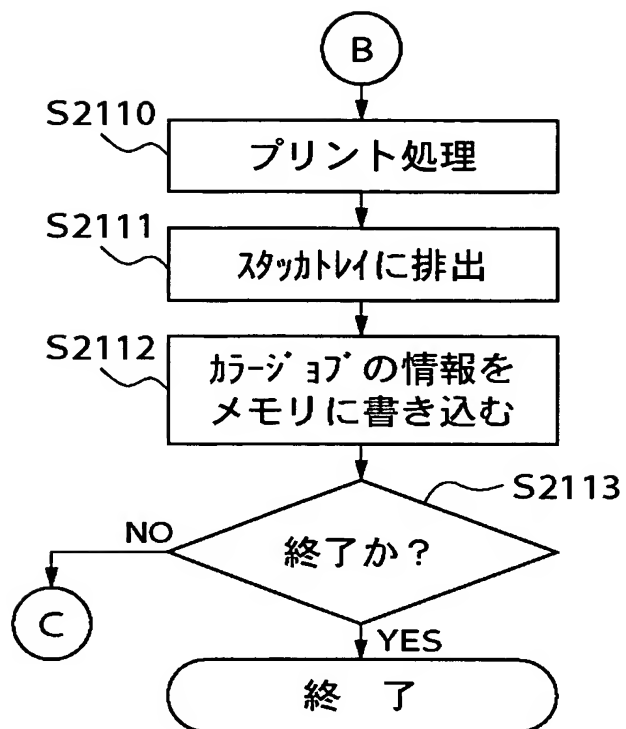 B
S2110
プリント処理
S2111
ｽﾀｯｶﾄﾚｲに排出
S2112
ｶﾗｰｼﾞｮﾌﾞの情報を
メモリに書き込む
S2113
終了か？
NO
C
YES
終 了